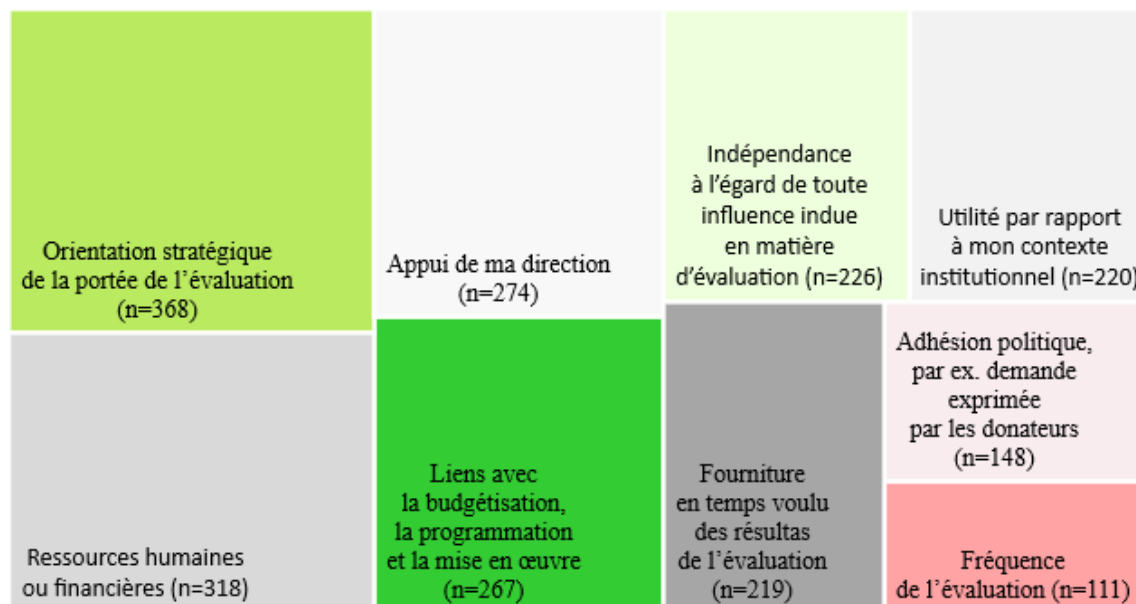 Orientation stratégique
de la portée de l'évaluation
(n=368)
Appui de ma direction
(n=274)
Indépendance
à l'égard de toute
influence indue
en matière
d'évaluation (n=226)
Utilité par rapport
à mon contexte
institutionnel (n=220)
Ressources humaines
ou financières (n=318)
Liens avec
la budgétisation,
la programmation
et la mise en œuvre
(n=267)
Fourniture
en temps voulu
des résultas
de l'évaluation
(n=219)
Adhésion politique,
par ex. demande
exprimée
par les donateurs
(n=148)
Fréquence
de l'évaluation (n=111)